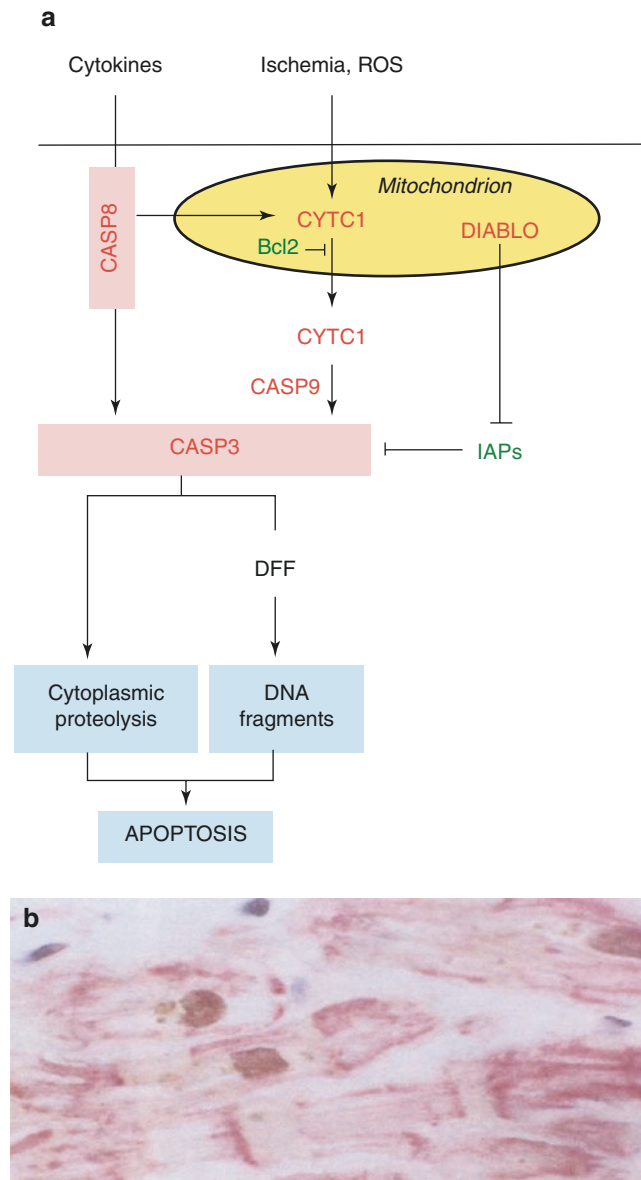 a
Cytokines
Ischemia, ROS
Mitochondrion
CASP8
CYTC1
DIABLO
Bcl2
CYTC1
CASP9
CASP3
IAPs
DFF
Cytoplasmic
proteolysis
DNA
fragments
APOPTOSIS
b